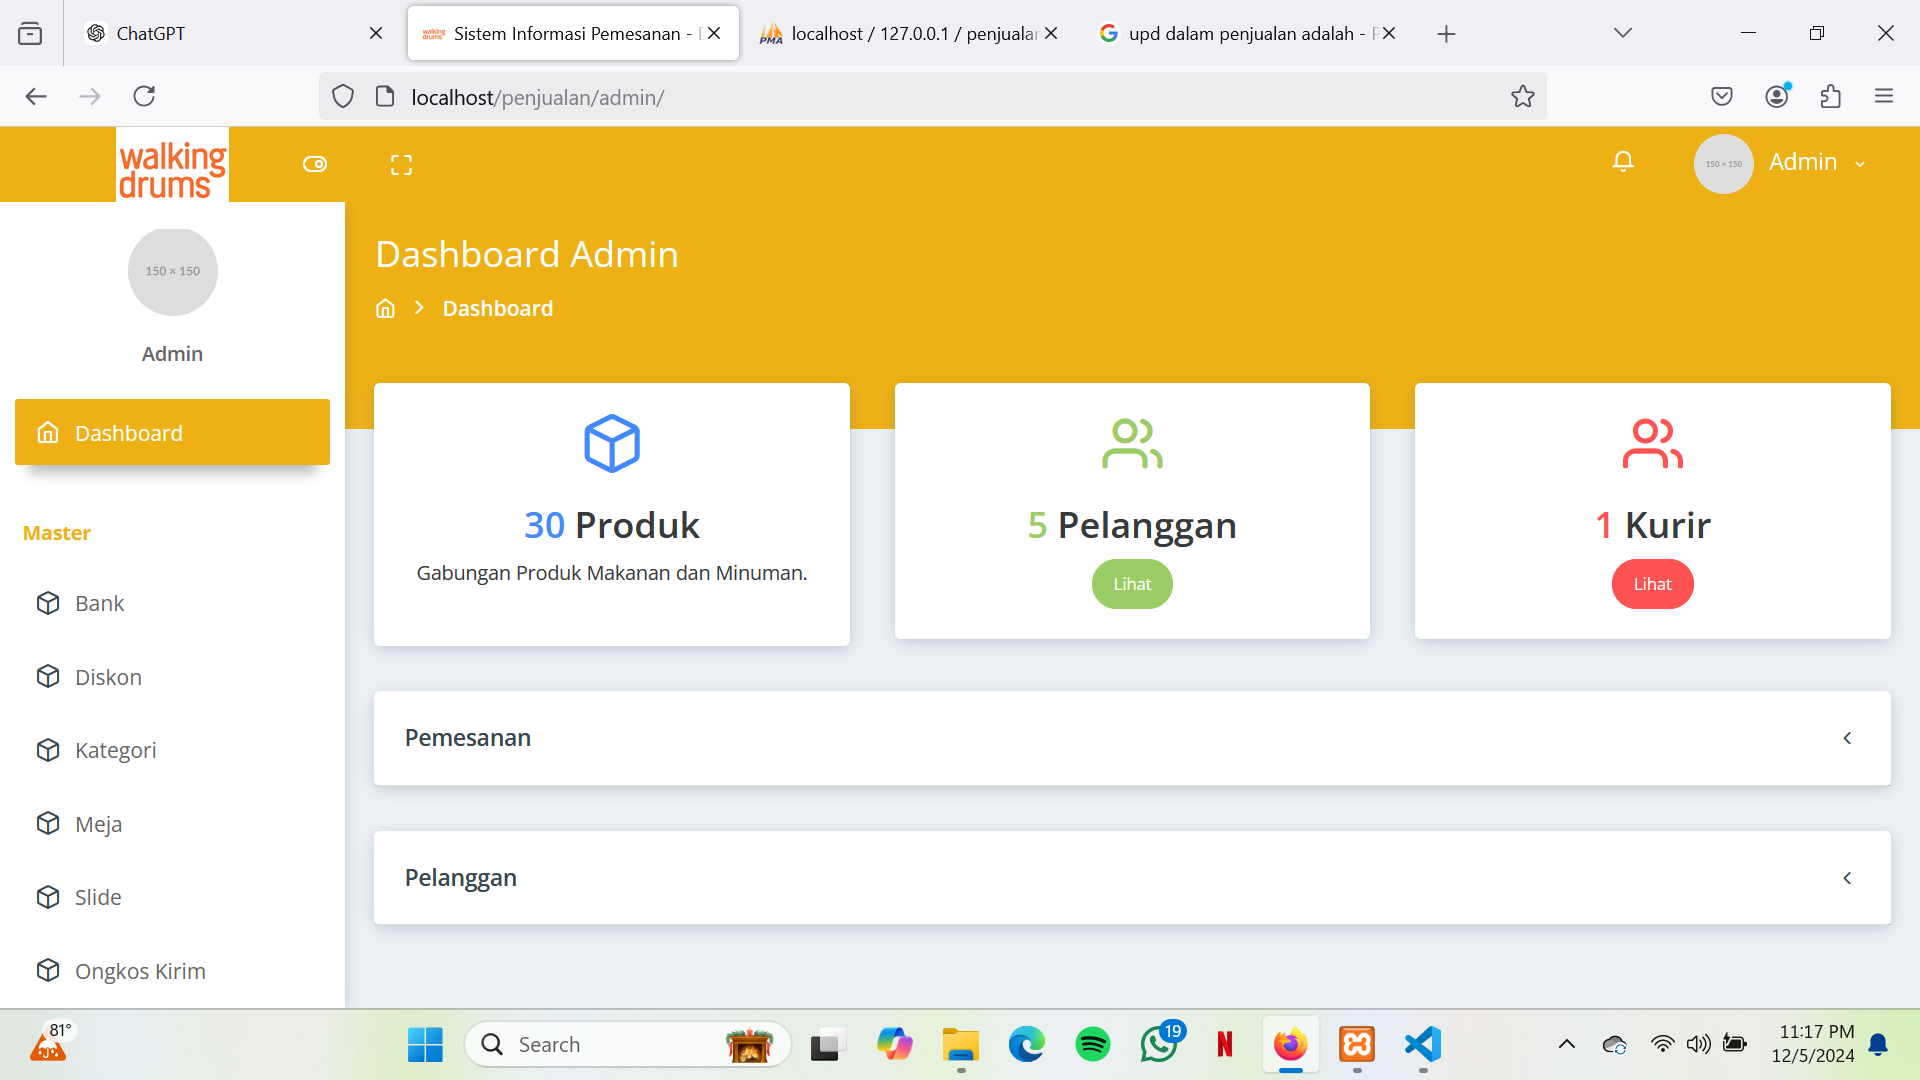 ChatGPT
Sistem Informasi Pemesanan -
localhost / 127.0.0.1 / penjualan
upd dalam penjualan adalah -
localhost/penjualan/admin/
walking
drums
150 × 150
Admin
150 × 150
Admin
Dashboard Admin
Dashboard
Dashboard
Master
Bank
Diskon
Kategori
Meja
Slide
Ongkos Kirim
30 Produk
Gabungan Produk Makanan dan Minuman.
5 Pelanggan
Lihat
1 Kurir
Lihat
Pemesanan
Pelanggan
81°
Search
19
11:17 PM
12/5/2024